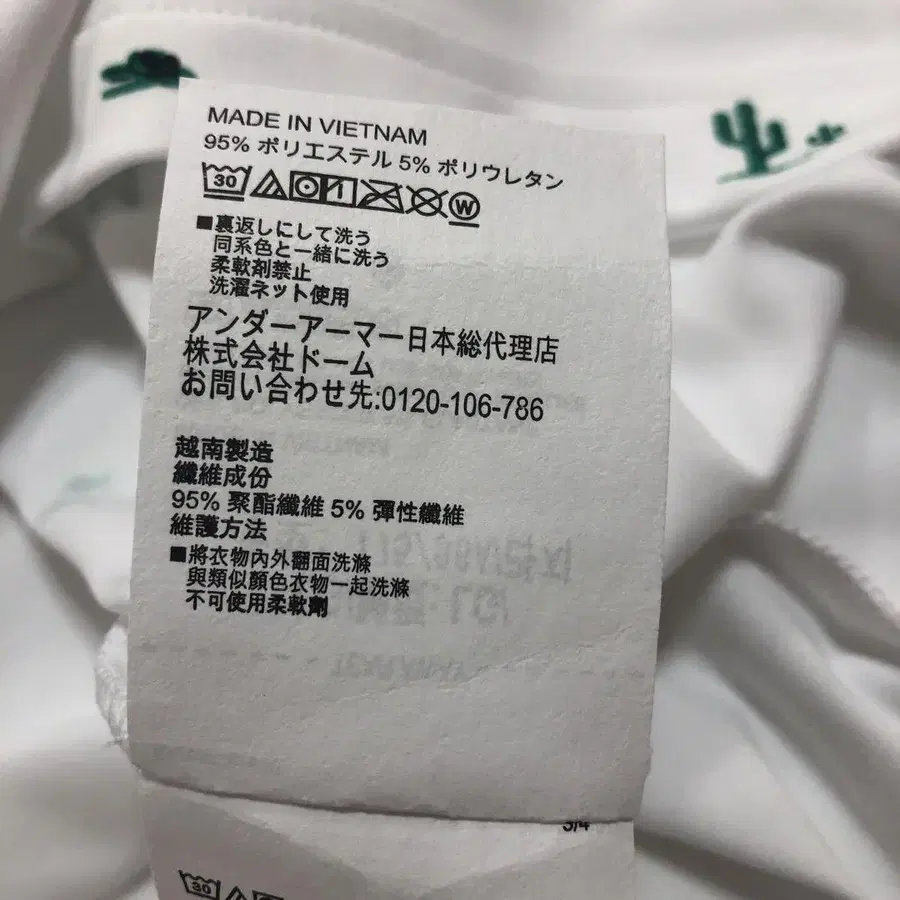 MADE IN VIETNAM
95% ポリエステル 5% ポリウレタン
30 W
■裏返しにして洗う
同系色と一緒に洗う
柔軟剤禁止
洗濯ネット使用
アンダーアーマー日本総代理店
株式会社ドーム
お問い合わせ先:0120-106-786
越南製造
纖維成份
95% 聚酯纖維 5% 彈性纖維
維護方法
■將衣物內外翻面洗滌
與類似顏色衣物一起洗滌
不可使用柔軟劑
3/4
30